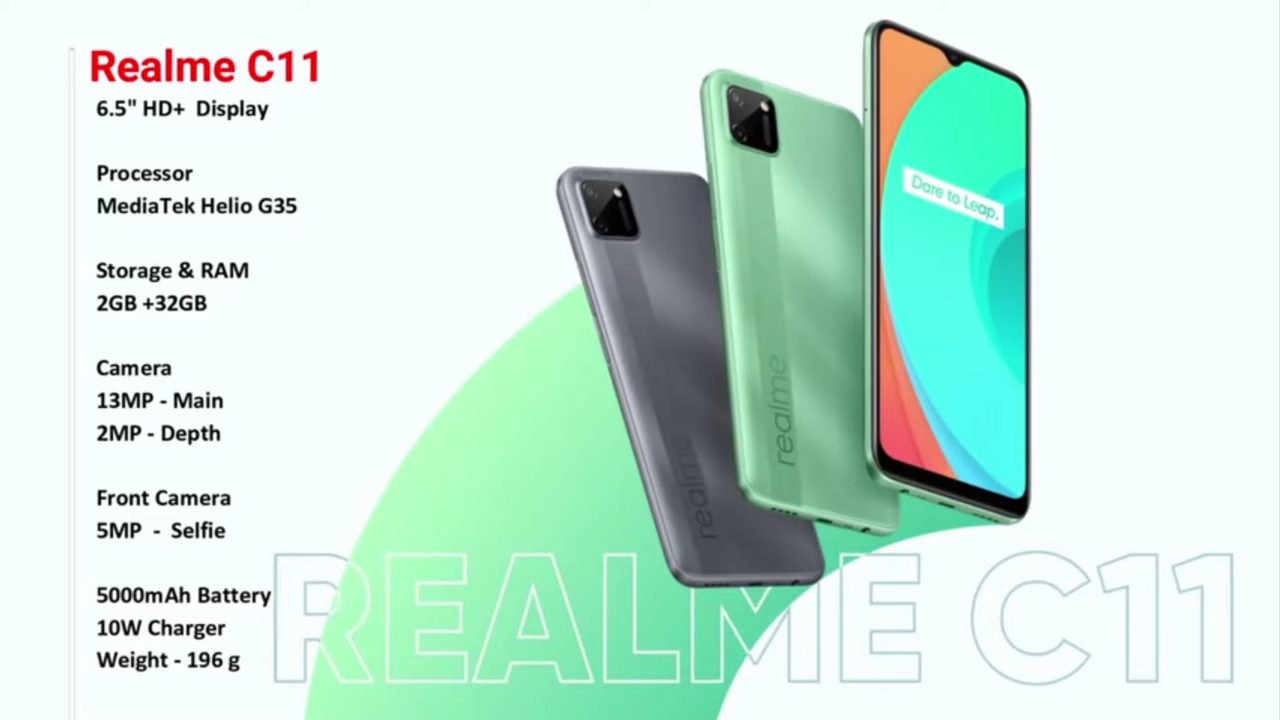 Realme C11
6.5" HD+ Display
Processor
MediaTek Helio G35
Storage & RAM
2GB +32GB
Camera
13MP - Main
2MP - Depth
Front Camera
5MP - Selfie
5000mAh Battery
10W Charger
Weight - 196 g
realme
realme
Dare to Leap.
REALME C11